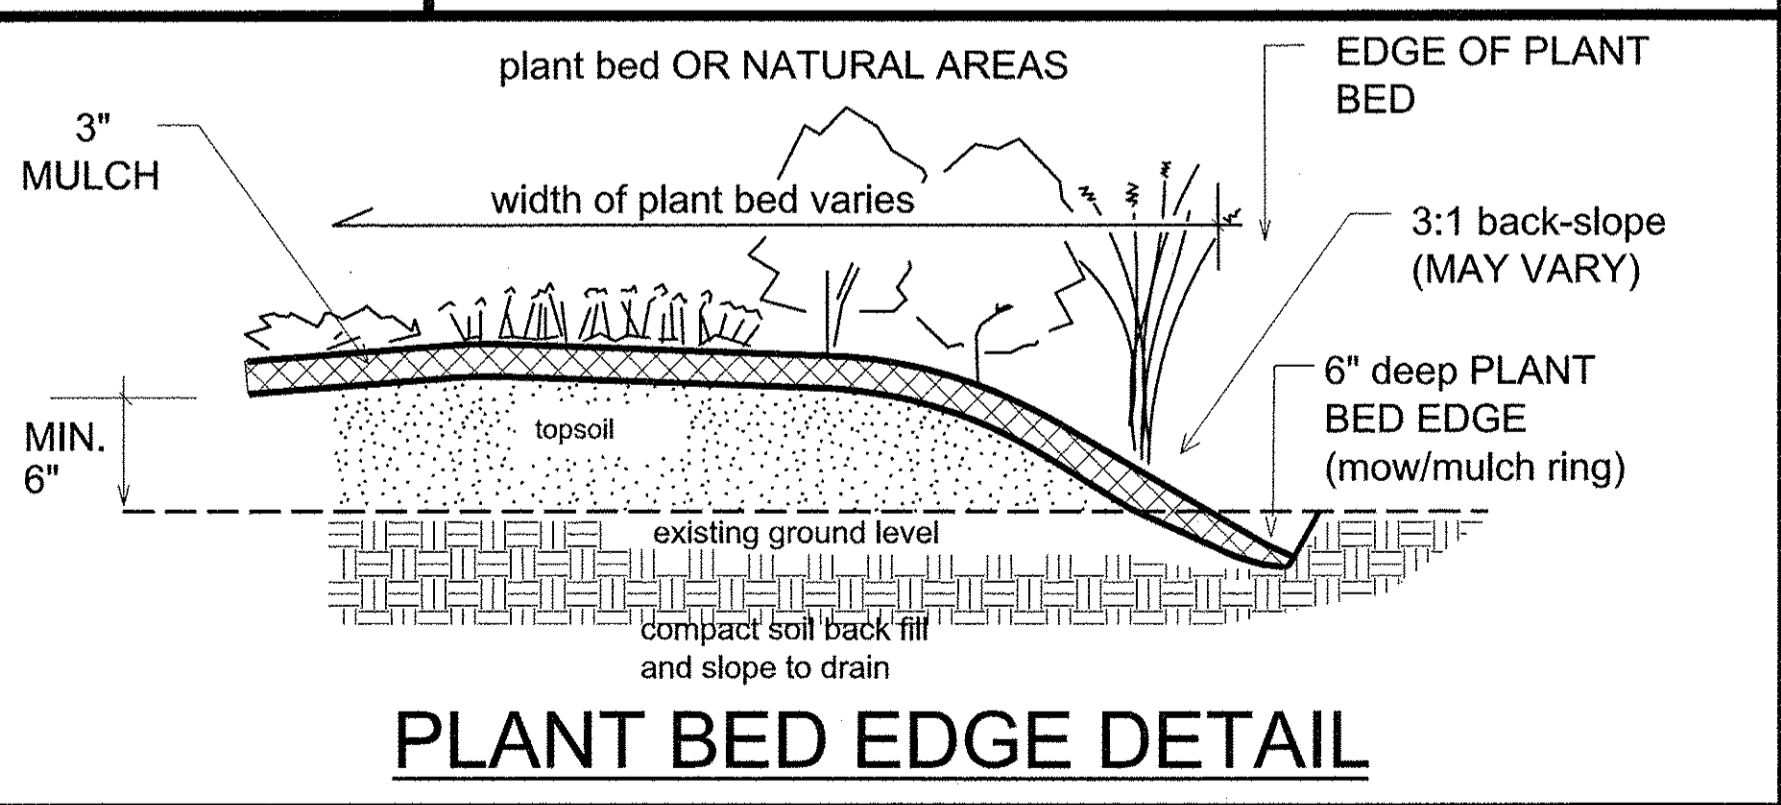 plant bed OR NATURAL AREAS
EDGE OF PLANT
BED
3"
MULCH
width of plant bed varies
3:1 back-slope
(MAY VARY)
6" deep PLANT
BED EDGE
(mow/mulch ring)
MIN.
6"
topsoil
existing ground level
compact soil back fill
and slope to drain
PLANT BED EDGE DETAIL